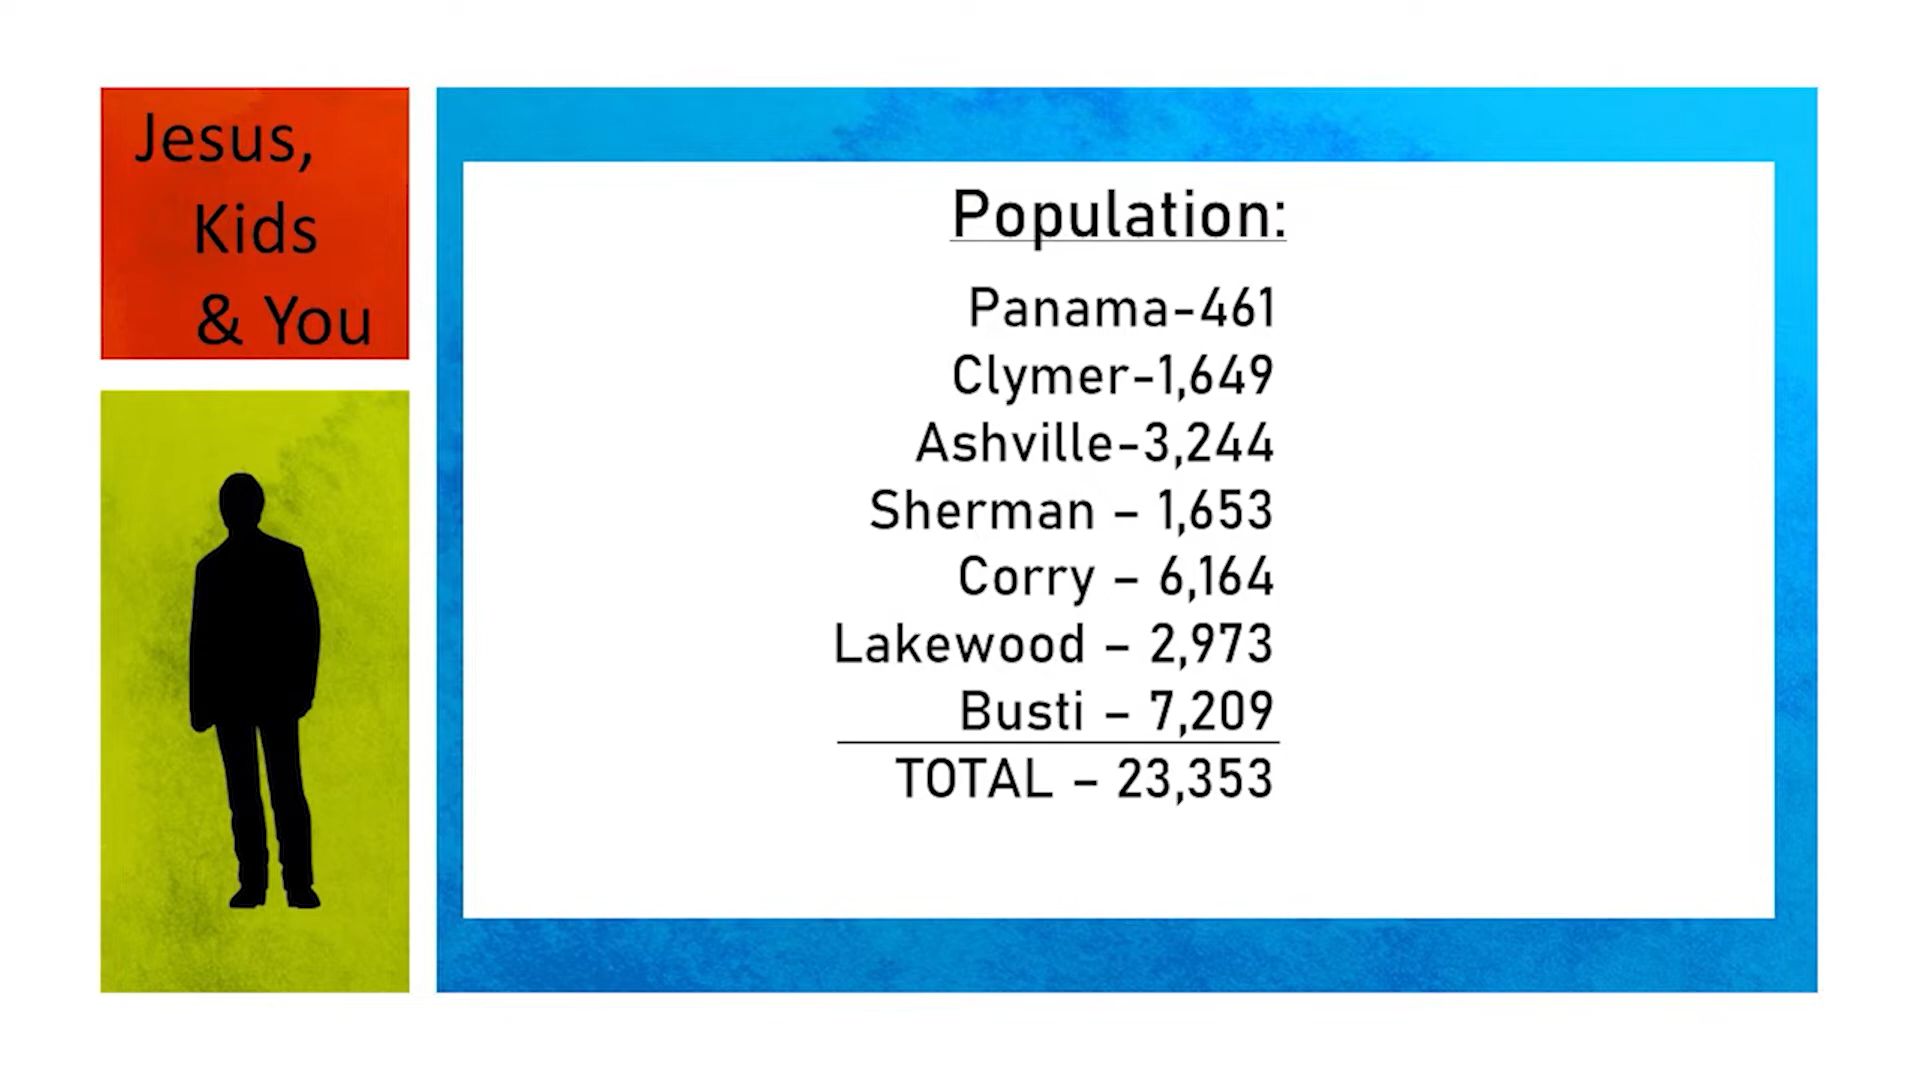 Jesus,
Kids
& You
Population:
Panama-461
Clymer-1,649
Ashville-3,244
Sherman – 1,653
Corry – 6,164
Lakewood – 2,973
Busti – 7,209
TOTAL – 23,353